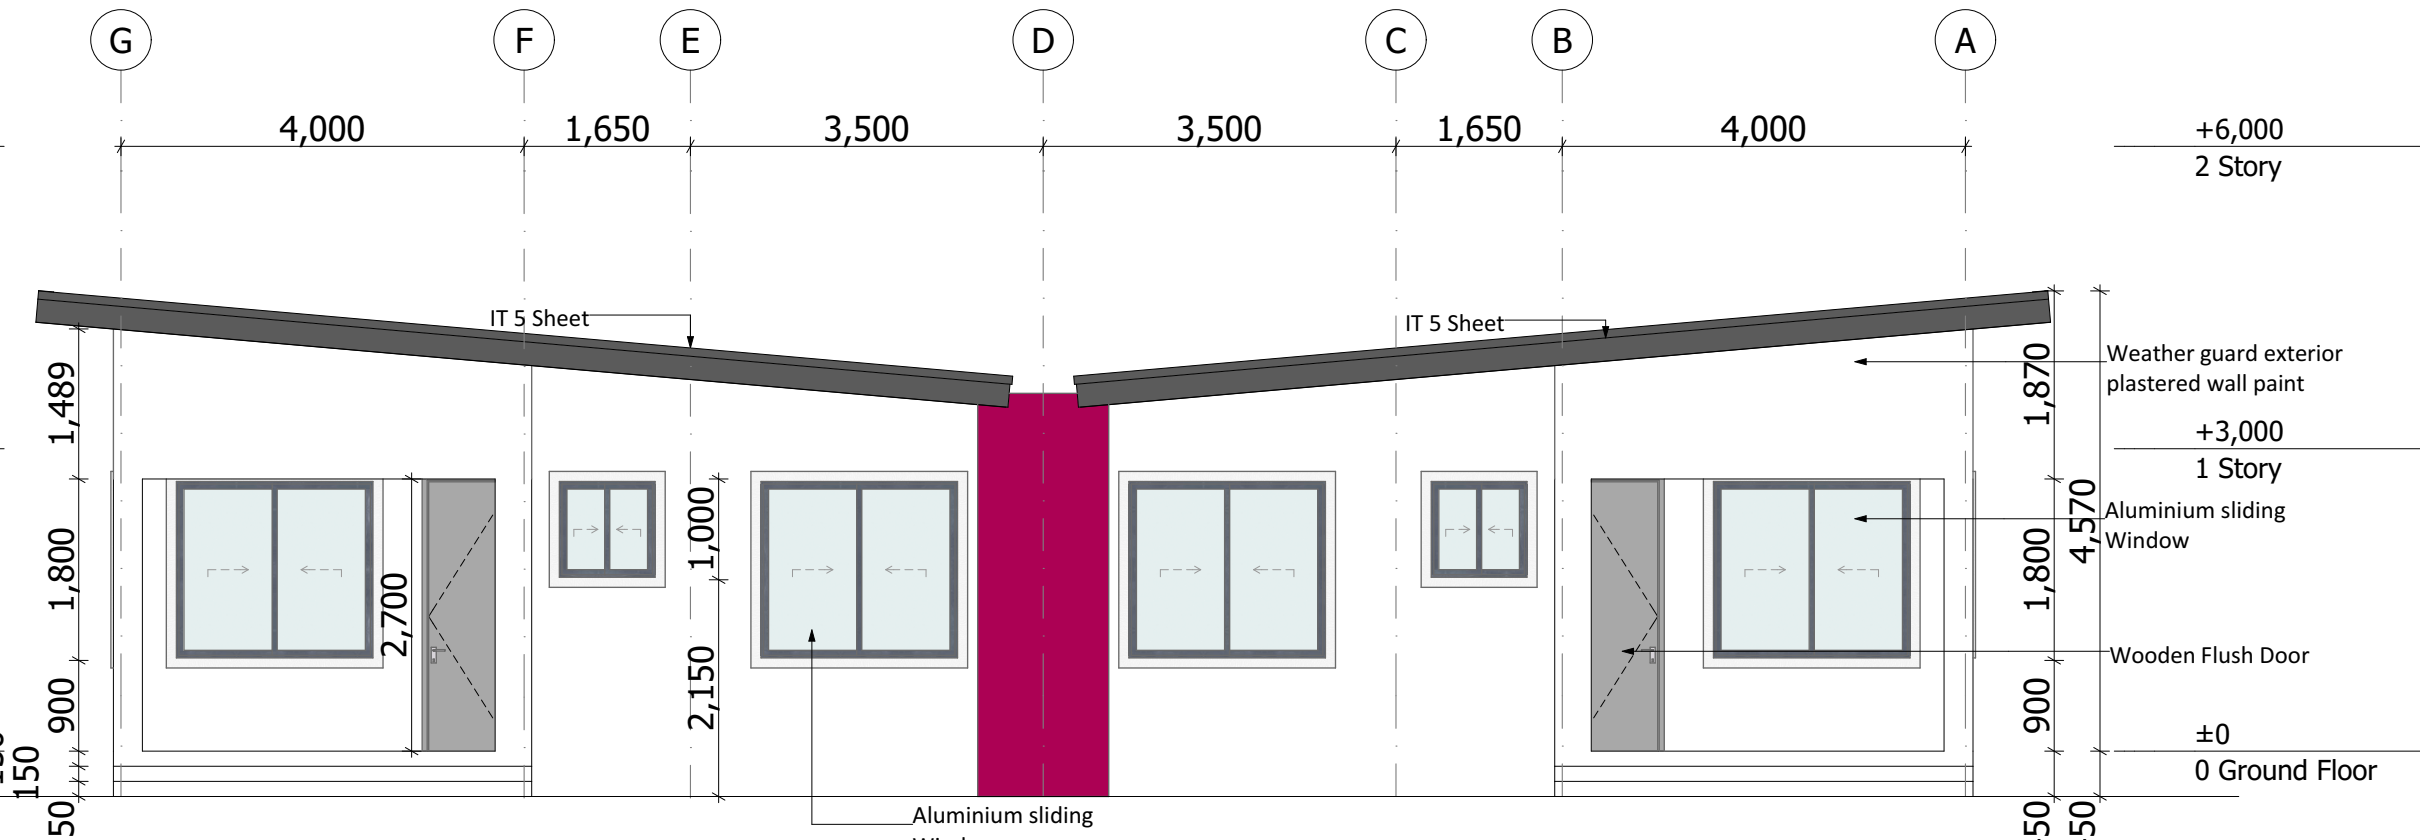 G F E D C B A
4,000 1,650 3,500 3,500 1,650 4,000
+6,000
2 Story
IT 5 Sheet
IT 5 Sheet
Weather guard exterior
plastered wall paint
+3,000
1 Story
Aluminium sliding
Window
Wooden Flush Door
±0
0 Ground Floor
Aluminium sliding
1,489
1,800
900
150
2,700
1,000
2,150
1,870
1,800
900
4,570